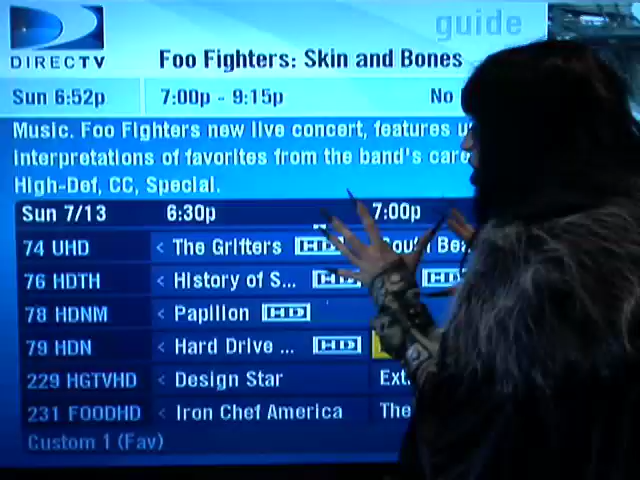 guide
DIRECTV
Foo Fighters: Skin and Bones
Sun 6:52p
7:00p - 9:15p
No
Music. Foo Fighters new live concert, features
interpretations of favorites from the band's
High-Def, CC, Special.
Sun 7/13
6:30p
7:00p
74 UHD
< The Grifters HD
76 HDTH
< History of S... HD
HD
78 HDNM
< Papillon HD
79 HDN
< Hard Drive ... HD
229 HGTVHD
< Design Star
Ext.
231 FOODHD
< Iron Chef America
The
Custom 1 (Fav)